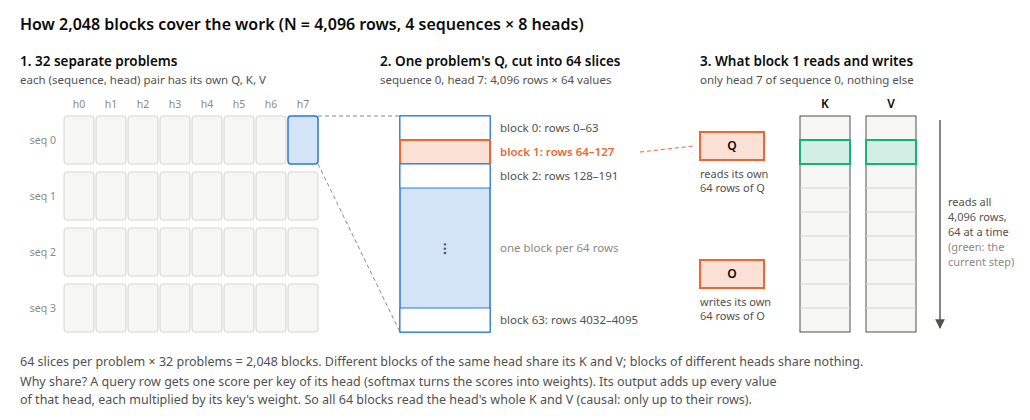 How 2,048 blocks cover the work (N = 4,096 rows, 4 sequences × 8 heads)
1. 32 separate problems
each (sequence, head) pair has its own Q, K, V
h0 h1 h2 h3 h4 h5 h6 h7
seq 0
seq 1
seq 2
seq 3
2. One problem's Q, cut into 64 slices
sequence 0, head 7: 4,096 rows × 64 values
block 0: rows 0–63
block 1: rows 64–127
block 2: rows 128–191
⋮
one block per 64 rows
block 63: rows 4032–4095
3. What block 1 reads and writes
only head 7 of sequence 0, nothing else
K V
Q
reads its own
64 rows of Q
O
writes its own
64 rows of O
reads all
4,096 rows,
64 at a time
(green: the
current step)
64 slices per problem × 32 problems = 2,048 blocks. Different blocks of the same head share its K and V; blocks of different heads share nothing.
Why share? A query row gets one score per key of its head (softmax turns the scores into weights). Its output adds up every value
of that head, each multiplied by its key's weight. So all 64 blocks read the head's whole K and V (causal: only up to their rows).